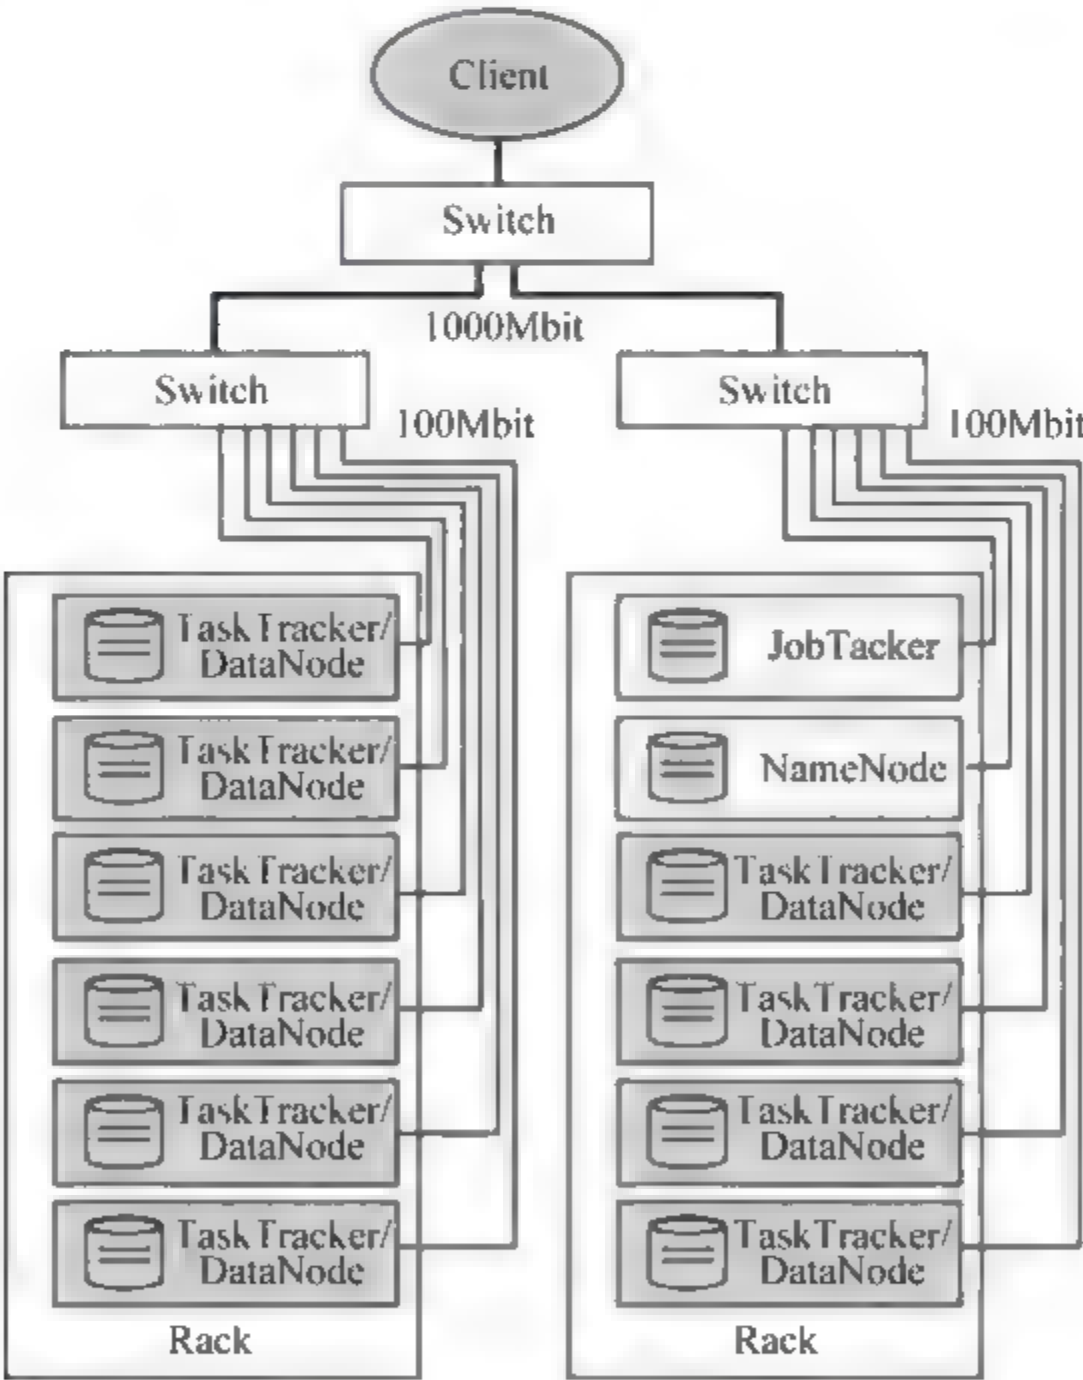 Client
Switch
1000Mbit
Switch
Switch
100Mbit
100Mbit
TaskTracker/
DataNode
TaskTracker/
DataNode
TaskTracker/
DataNode
TaskTracker/
DataNode
TaskTracker/
DataNode
TaskTracker/
DataNode
Rack
JobTacker
NameNode
TaskTracker/
DataNode
TaskTracker/
DataNode
TaskTracker/
DataNode
TaskTracker/
DataNode
Rack